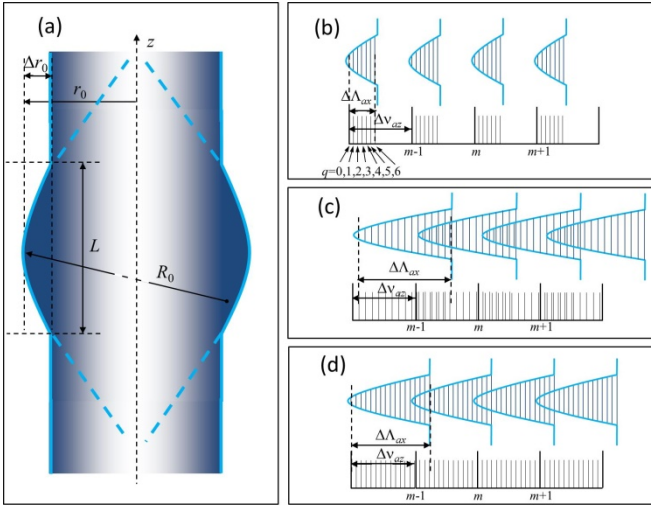 (a)
z
Δr0
r0
L
R0
(b)
ΔΛax
Δνaz
m-1 m m+1
q=0,1,2,3,4,5,6
(c)
ΔΛax
Δνaz
m-1 m m+1
(d)
ΔΛax
Δνaz
m-1 m m+1